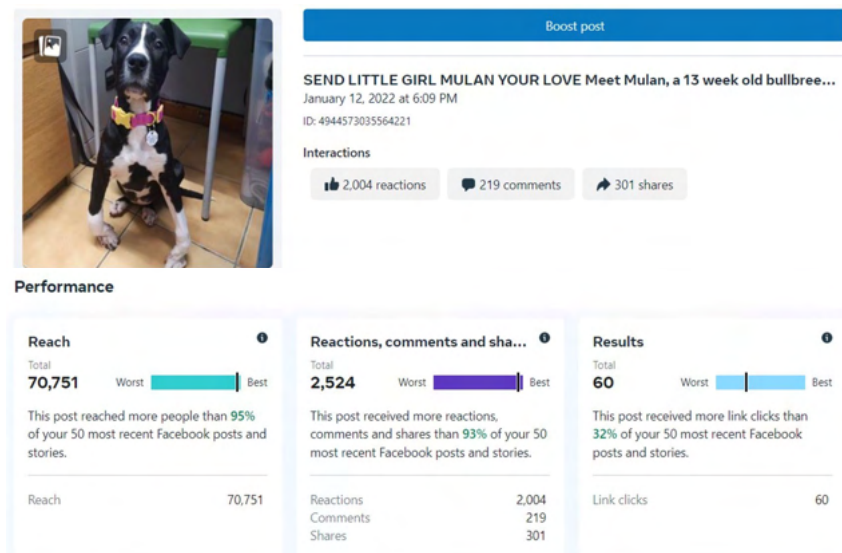 Boost post
SEND LITTLE GIRL MULAN YOUR LOVE Meet Mulan, a 13 week old bullbree...
January 12, 2022 at 6:09 PM
ID: 4944573035564221
Interactions
2,004 reactions
219 comments
301 shares
Performance
Reach
Total
70,751
Worst
Best
This post reached more people than 95%
of your 50 most recent Facebook posts and
stories.
Reach 70,751
Reactions, comments and sha...
Total
2,524
Worst
Best
This post received more reactions,
comments and shares than 93% of your 50
most recent Facebook posts and stories.
Reactions 2,004
Comments 219
Shares 301
Results
Total
60
Worst
Best
This post received more link clicks than
32% of your 50 most recent Facebook
posts and stories.
Link clicks 60